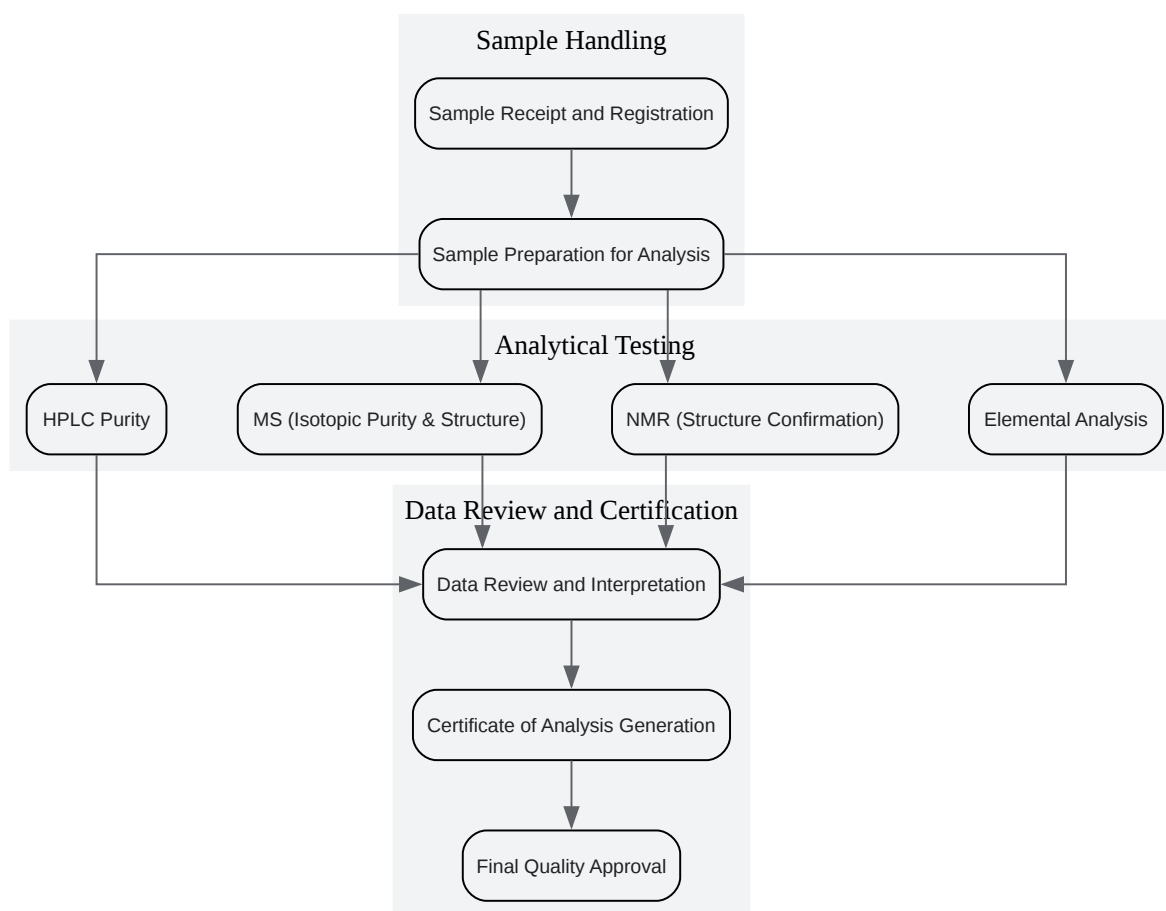 Sample Handling
Sample Receipt and Registration
Sample Preparation for Analysis
Analytical Testing
HPLC Purity
MS (Isotopic Purity & Structure)
NMR (Structure Confirmation)
Elemental Analysis
Data Review and Certification
Data Review and Interpretation
Certificate of Analysis Generation
Final Quality Approval